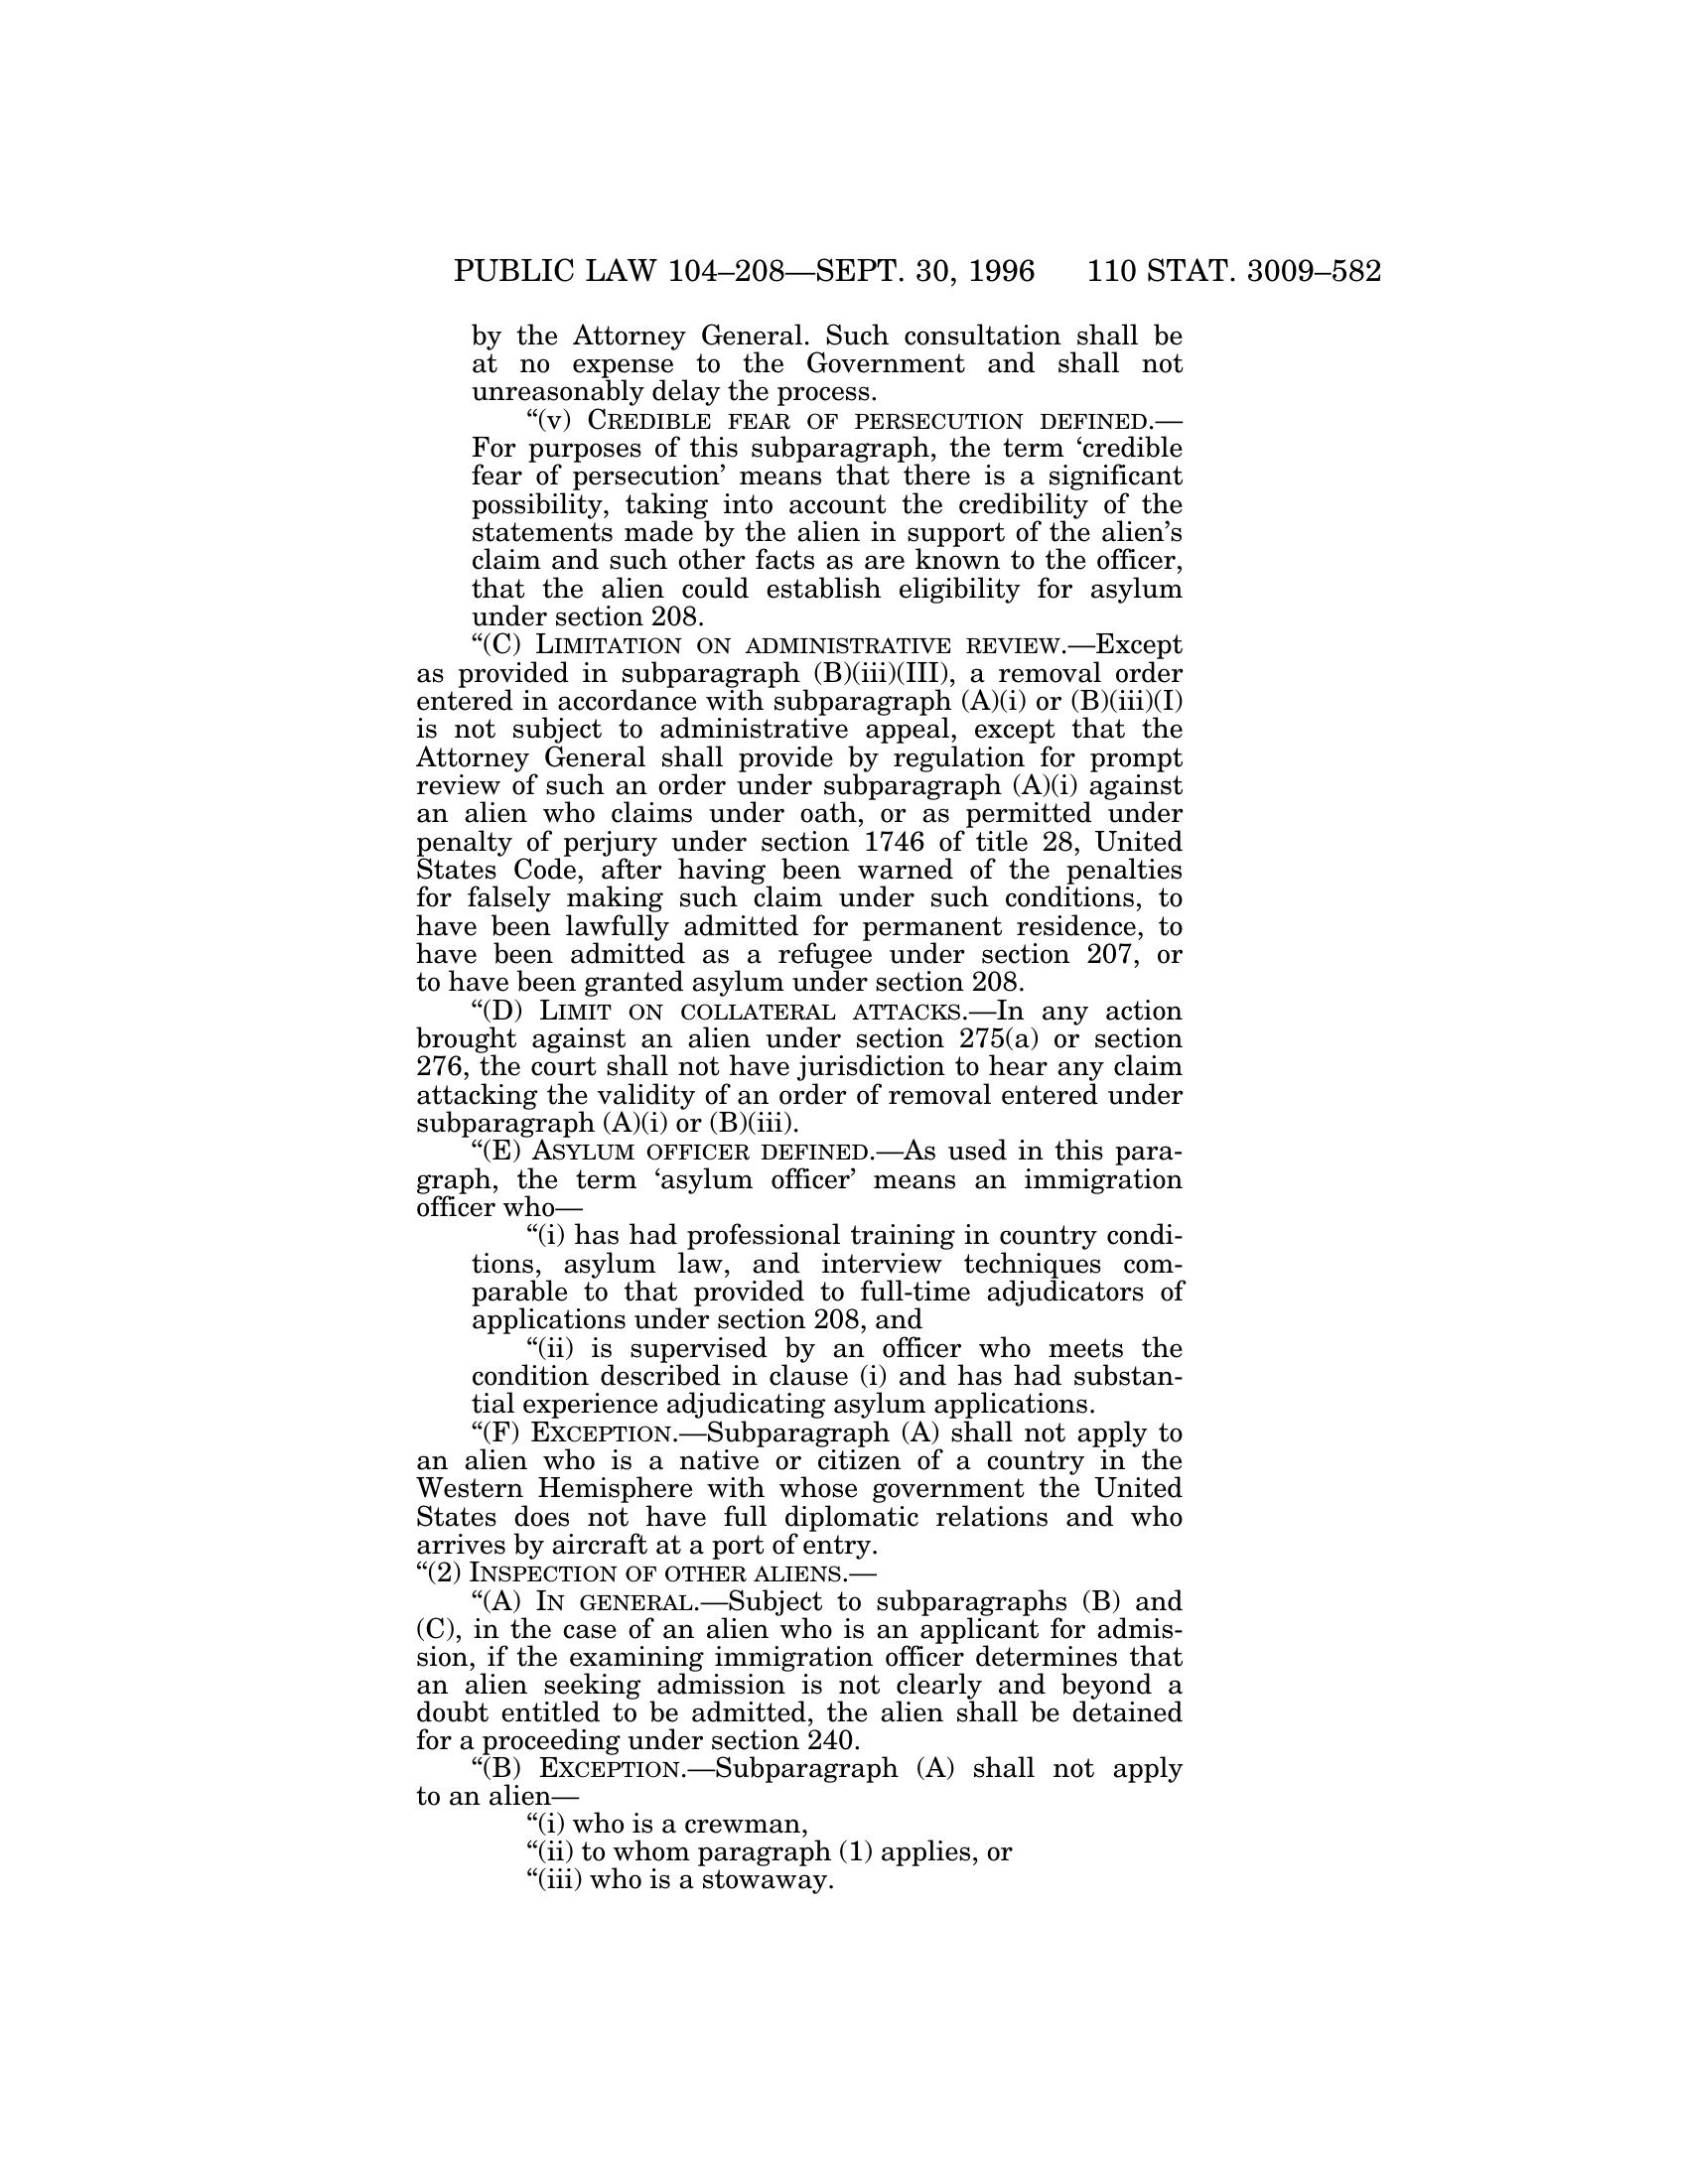 PUBLIC LAW 104–208—SEPT. 30, 1996 110 STAT. 3009–582
by the Attorney General. Such consultation shall be
at no expense to the Government and shall not
unreasonably delay the process.
“(v) CREDIBLE FEAR OF PERSECUTION DEFINED.—
For purposes of this subparagraph, the term ‘credible
fear of persecution’ means that there is a significant
possibility, taking into account the credibility of the
statements made by the alien in support of the alien’s
claim and such other facts as are known to the officer,
that the alien could establish eligibility for asylum
under section 208.
“(C) LIMITATION ON ADMINISTRATIVE REVIEW.—Except
as provided in subparagraph (B)(iii)(III), a removal order
entered in accordance with subparagraph (A)(i) or (B)(iii)(I)
is not subject to administrative appeal, except that the
Attorney General shall provide by regulation for prompt
review of such an order under subparagraph (A)(i) against
an alien who claims under oath, or as permitted under
penalty of perjury under section 1746 of title 28, United
States Code, after having been warned of the penalties
for falsely making such claim under such conditions, to
have been lawfully admitted for permanent residence, to
have been admitted as a refugee under section 207, or
to have been granted asylum under section 208.
“(D) LIMIT ON COLLATERAL ATTACKS.—In any action
brought against an alien under section 275(a) or section
276, the court shall not have jurisdiction to hear any claim
attacking the validity of an order of removal entered under
subparagraph (A)(i) or (B)(iii).
“(E) ASYLUM OFFICER DEFINED.—As used in this para-
graph, the term ‘asylum officer’ means an immigration
officer who—
“(i) has had professional training in country condi-
tions, asylum law, and interview techniques com-
parable to that provided to full-time adjudicators of
applications under section 208, and
“(ii) is supervised by an officer who meets the
condition described in clause (i) and has had substan-
tial experience adjudicating asylum applications.
“(F) EXCEPTION.—Subparagraph (A) shall not apply to
an alien who is a native or citizen of a country in the
Western Hemisphere with whose government the United
States does not have full diplomatic relations and who
arrives by aircraft at a port of entry.
“(2) INSPECTION OF OTHER ALIENS.—
“(A) IN GENERAL.—Subject to subparagraphs (B) and
(C), in the case of an alien who is an applicant for admis-
sion, if the examining immigration officer determines that
an alien seeking admission is not clearly and beyond a
doubt entitled to be admitted, the alien shall be detained
for a proceeding under section 240.
“(B) EXCEPTION.—Subparagraph (A) shall not apply
to an alien—
“(i) who is a crewman,
“(ii) to whom paragraph (1) applies, or
“(iii) who is a stowaway.